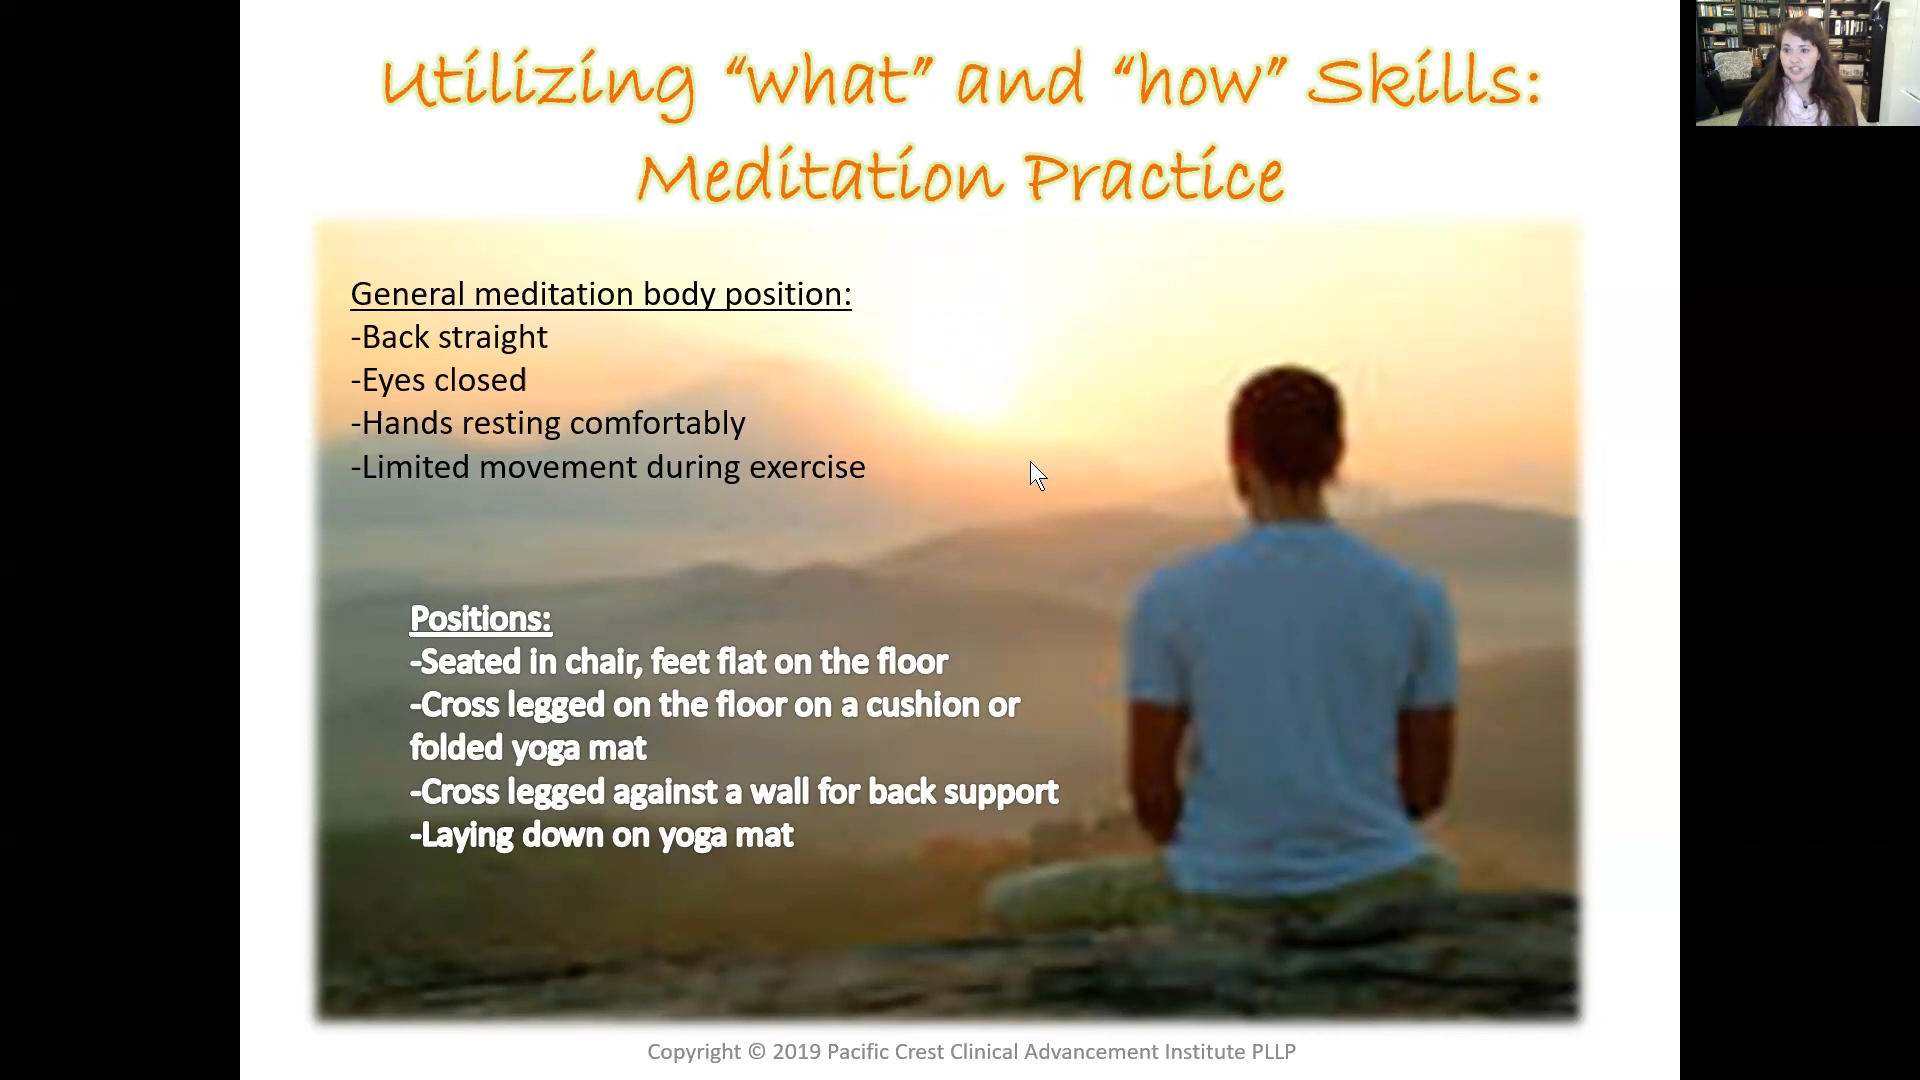 Utilizing “what” and “how” Skills:
Meditation Practice
General meditation body position:
-Back straight
-Eyes closed
-Hands resting comfortably
-Limited movement during exercise
Positions:
-Seated in chair, feet flat on the floor
-Cross legged on the floor on a cushion or
folded yoga mat
-Cross legged against a wall for back support
-Laying down on yoga mat
Copyright © 2019 Pacific Crest Clinical Advancement Institute PLLP